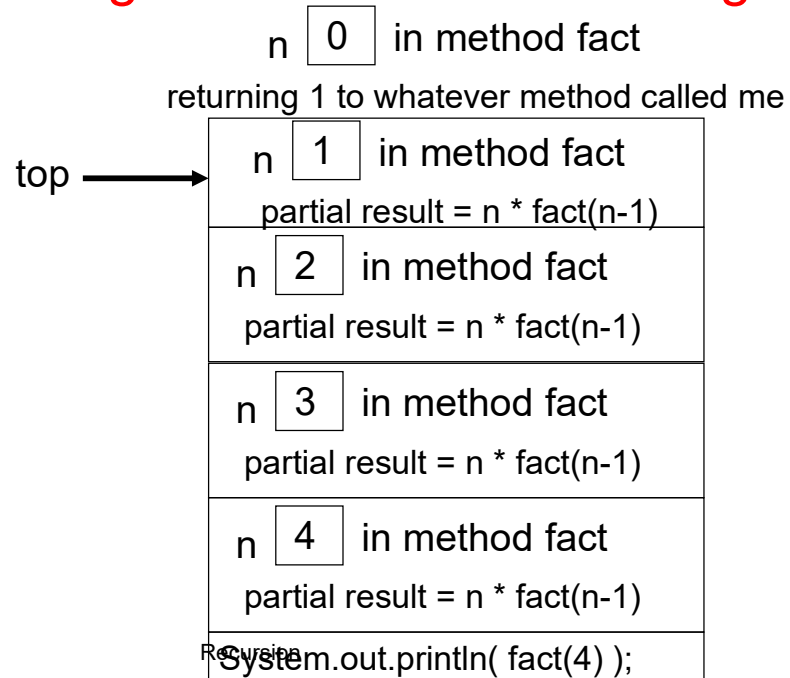 n 0 in method fact
returning 1 to whatever method called me
n 1 in method fact
top
partial result = n * fact(n-1)
n 2 in method fact
partial result = n * fact(n-1)
n 3 in method fact
partial result = n * fact(n-1)
n 4 in method fact
partial result = n * fact(n-1)
Recursion
System.out.println( fact(4) );